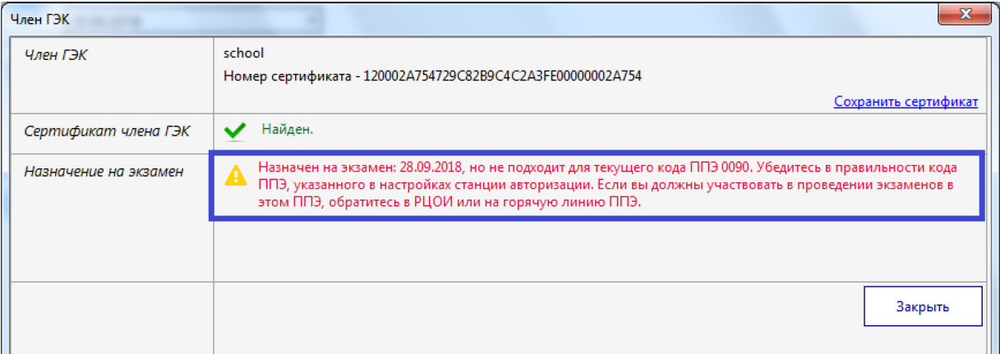 Член ГЭК
Член ГЭК
school
Номер сертификата - 120002A754729C82B9C4C2A3FE00000002A754
Сохранить сертификат
Сертификат члена ГЭК
Найден.
Назначение на экзамен
Назначен на экзамен: 28.09.2018, но не подходит для текущего кода ППЭ 0090. Убедитесь в правильности кода
ППЭ, указанного в настройках станции авторизации. Если вы должны участвовать в проведении экзаменов в
этом ППЭ, обратитесь в РЦОИ или на горячую линию ППЭ.
Закрыть